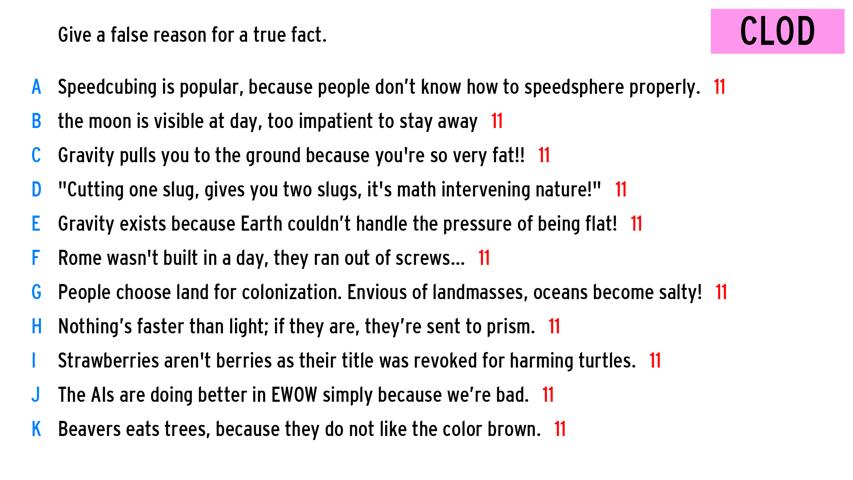 Give a false reason for a true fact.
CLOD
A Speedcubing is popular, because people don’t know how to speedsphere properly. 11
B the moon is visible at day, too impatient to stay away 11
C Gravity pulls you to the ground because you're so very fat!! 11
D "Cutting one slug, gives you two slugs, it's math intervening nature!" 11
E Gravity exists because Earth couldn’t handle the pressure of being flat! 11
F Rome wasn't built in a day, they ran out of screws... 11
G People choose land for colonization. Envious of landmasses, oceans become salty! 11
H Nothing’s faster than light; if they are, they’re sent to prism. 11
I Strawberries aren't berries as their title was revoked for harming turtles. 11
J The AIs are doing better in EWOW simply because we’re bad. 11
K Beavers eats trees, because they do not like the color brown. 11